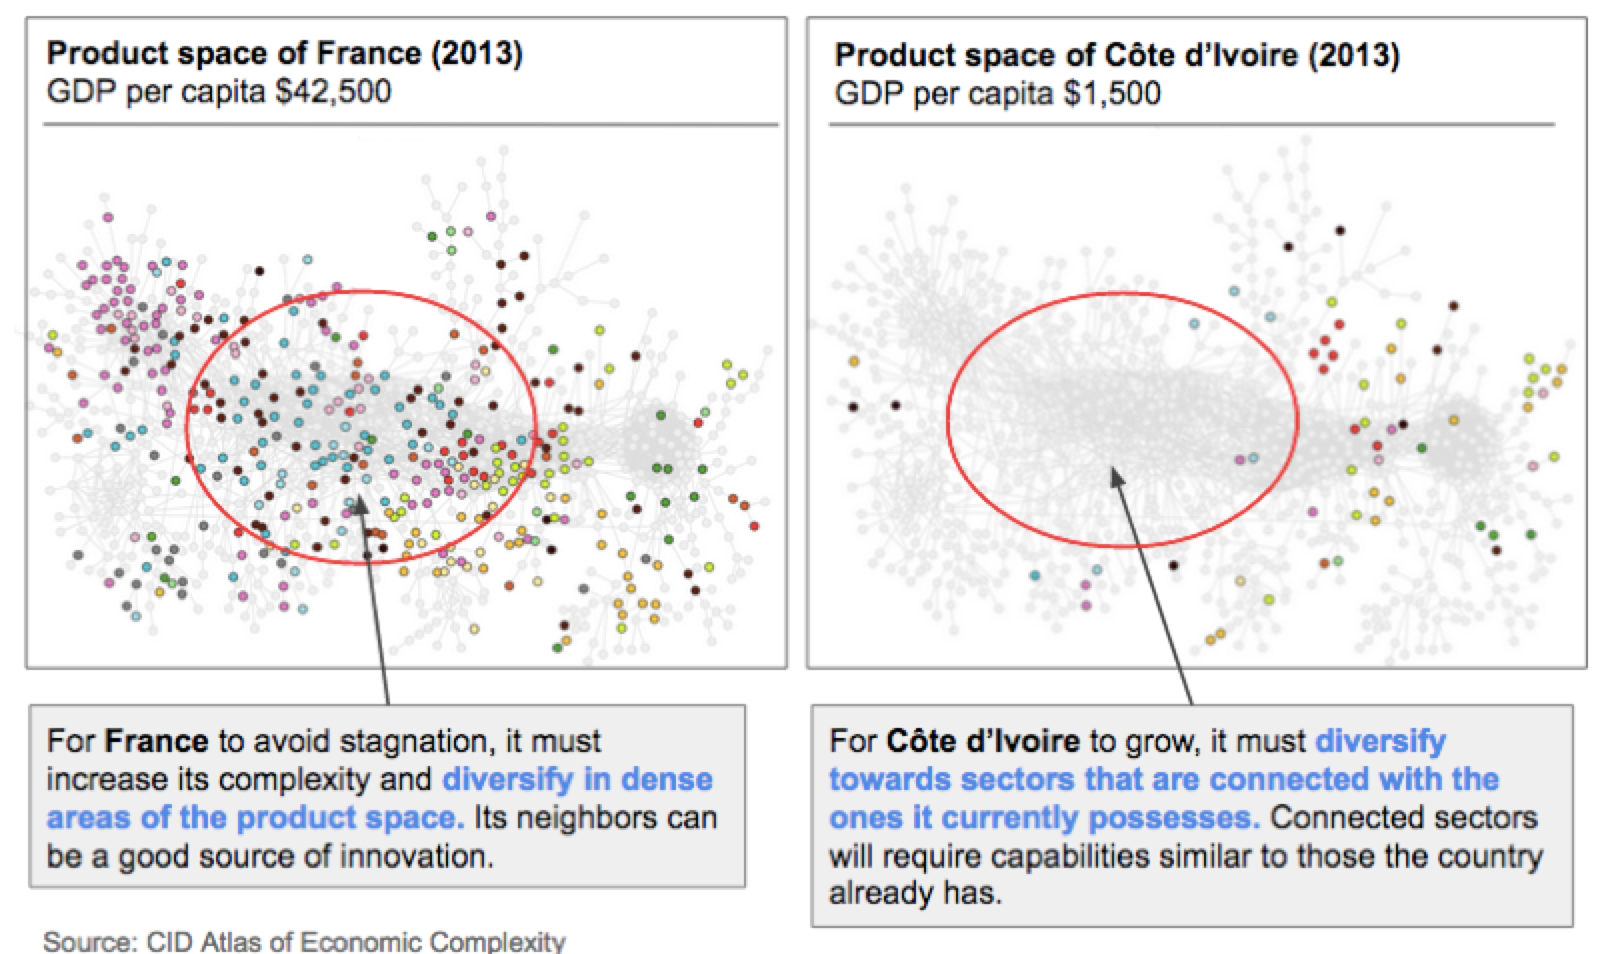 Product space of France (2013)
GDP per capita $42,500
Product space of Côte d’Ivoire (2013)
GDP per capita $1,500
For France to avoid stagnation, it must
increase its complexity and diversify in dense
areas of the product space. Its neighbors can
be a good source of innovation.
For Côte d’Ivoire to grow, it must diversify
towards sectors that are connected with the
ones it currently possesses. Connected sectors
will require capabilities similar to those the country
already has.
Source: CID Atlas of Economic Complexity